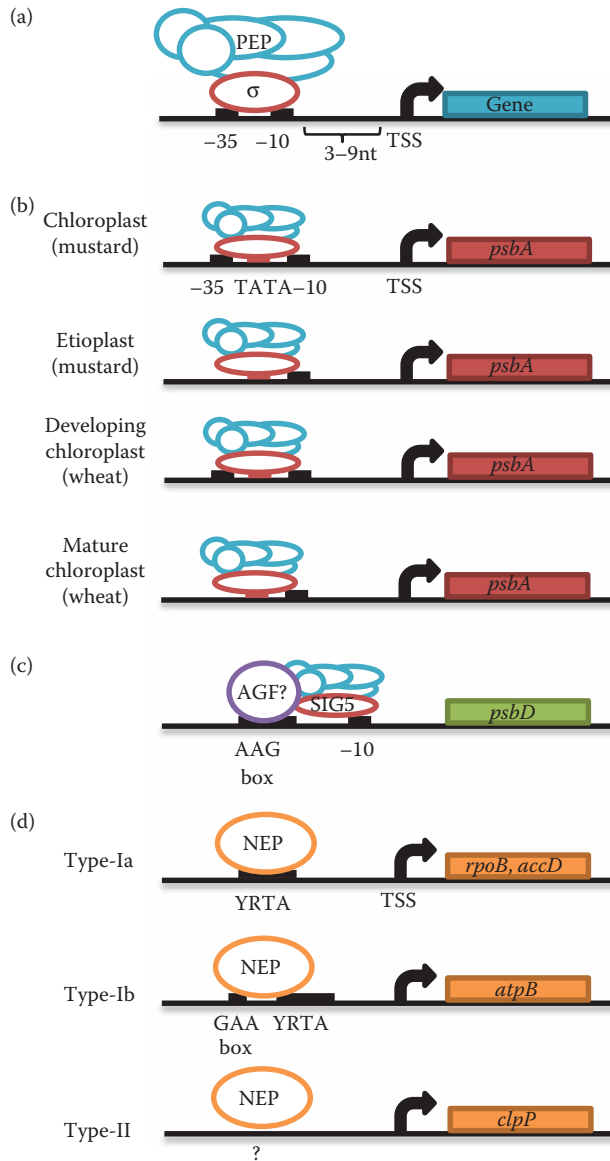 (a)
PEP
σ
Gene
–35 –10 TSS
3–9nt
(b)
Chloroplast
(mustard)
psbA
–35 TATA–10 TSS
Etioplast
(mustard)
psbA
Developing
chloroplast
(wheat)
psbA
Mature
chloroplast
(wheat)
psbA
(c)
AGF?
SIG5
psbD
AAG
box
–10
(d)
Type-Ia
NEP
rpoB, accD
YRTA TSS
Type-Ib
NEP
atpB
GAA
box
YRTA
Type-II
NEP
clpP
?